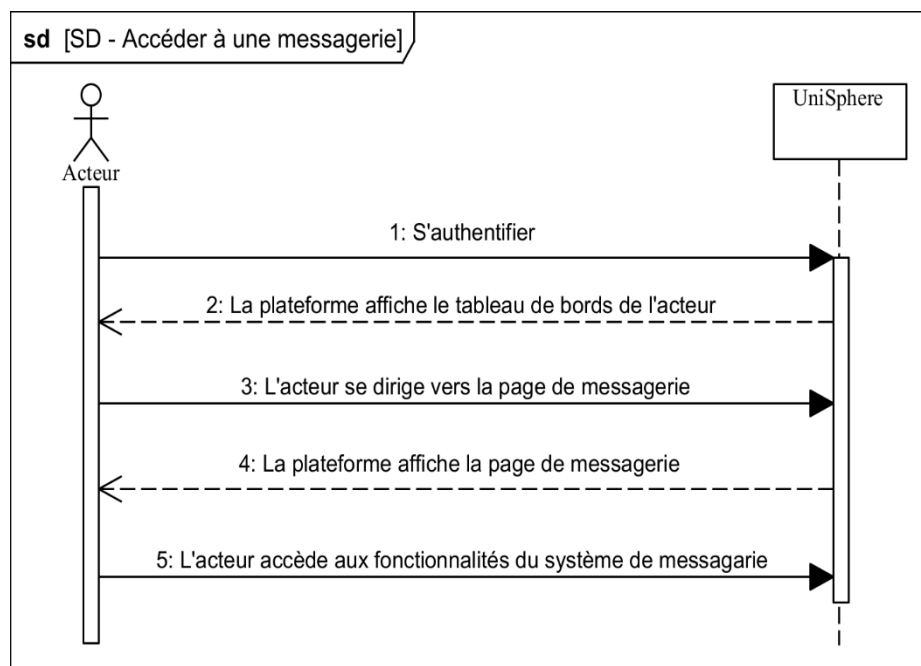 sd [SD - Accéder à une messagerie]
UniSphere
Acteur
1: S'authentifier
2: La plateforme affiche le tableau de bords de l'acteur
3: L'acteur se dirige vers la page de messagerie
4: La plateforme affiche la page de messagerie
5: L'acteur accède aux fonctionnalités du système de messagarie